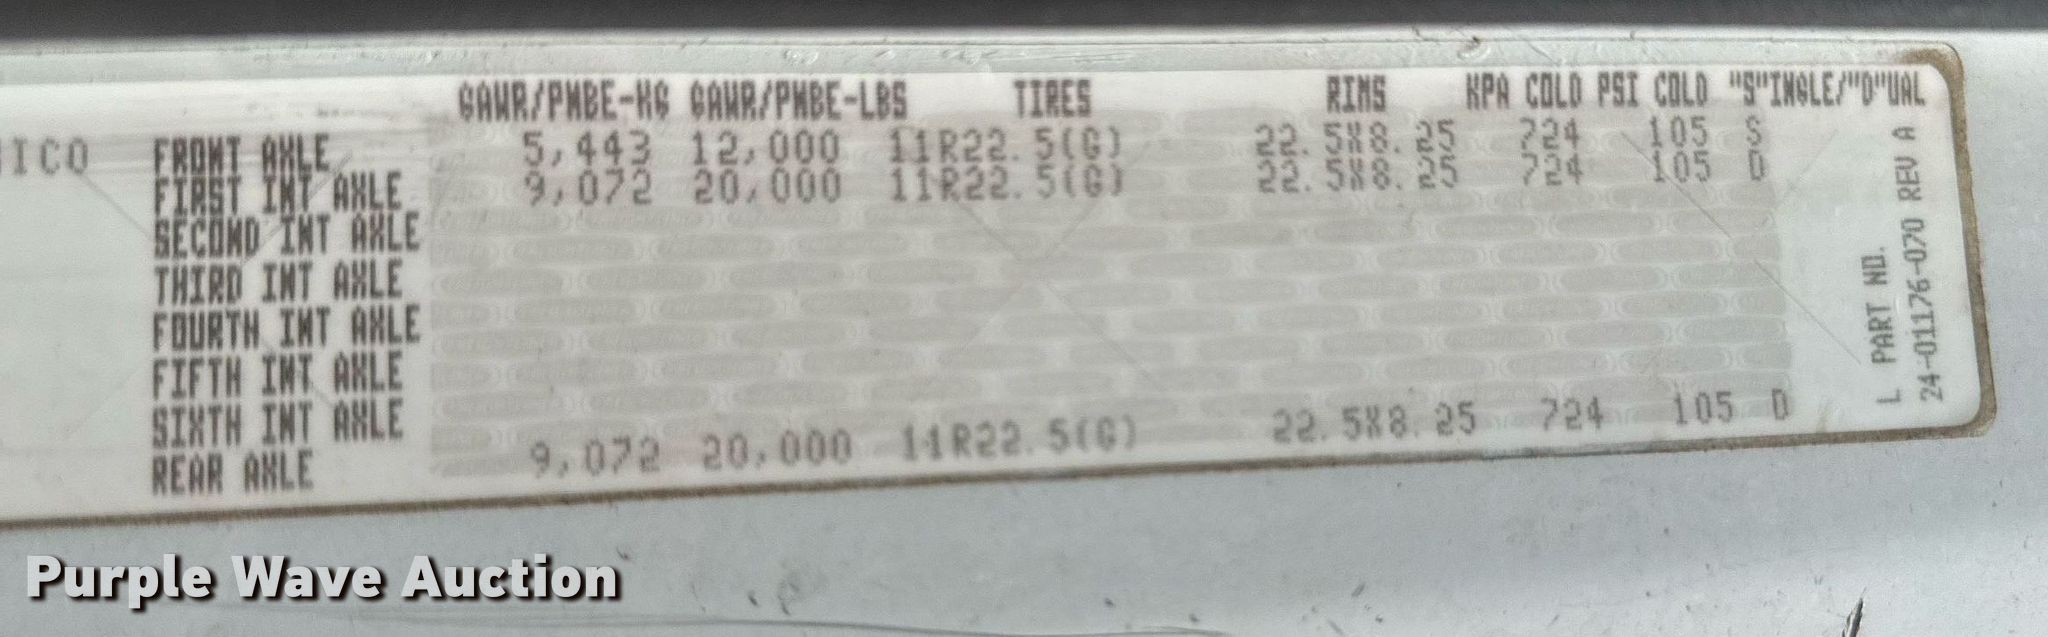 GAWR/PNBE-KG GAWR/PNBE-LBS TIRES RIMS KPA COLD PSI COLD "S"INGLE/"D"UAL
ICO FRONT AXLE 5,443 12,000 11R22.5(G) 22.5X8.25 724 105 S
FIRST INT AXLE 9,072 20,000 11R22.5(G) 22.5X8.25 724 105 D
SECOND INT AXLE
THIRD INT AXLE
FOURTH INT AXLE
FIFTH INT AXLE
SIXTH INT AXLE
REAR AXLE 9,072 20,000 11R22.5(G) 22.5X8.25 724 105 D
L PART NO.
24-01176-070 REV A
Purple Wave Auction